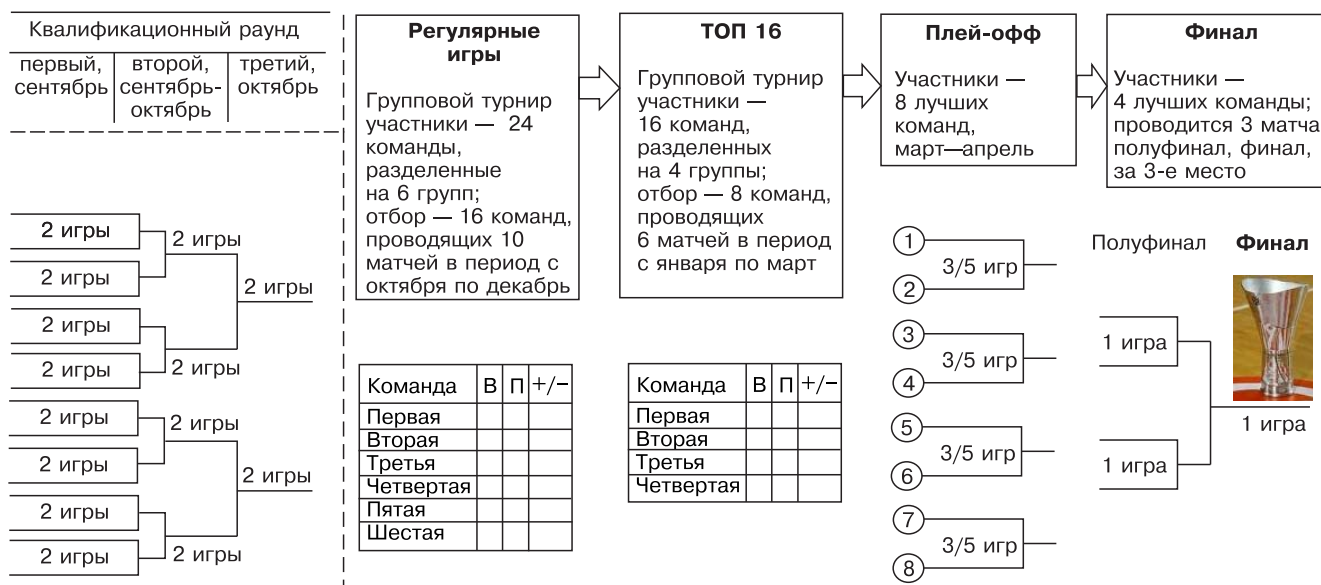 Квалификационный раунд
первый,
сентябрь
второй,
сентябрь-
октябрь
третий,
октябрь
2 игры
2 игры
2 игры
2 игры
2 игры
2 игры
2 игры
2 игры
2 игры
2 игры
2 игры
2 игры
2 игры
2 игры
Регулярные
игры
Групповой турнир
участники — 24
команды,
разделенные
на 6 групп;
отбор — 16 команд,
проводящих 10
матчей в период с
октября по декабрь
Команда В П +/–
Первая
Вторая
Третья
Четвертая
Пятая
Шестая
ТОП 16
Групповой турнир
участники —
16 команд,
разделенных
на 4 группы;
отбор — 8 команд,
проводящих
6 матчей в период
с января по март
Команда В П +/–
Первая
Вторая
Третья
Четвертая
Плей-офф
Участники —
8 лучших
команд,
март—апрель
1
3/5 игр
2
3
3/5 игр
4
5
3/5 игр
6
7
3/5 игр
8
Финал
Участники —
4 лучших команды;
проводится 3 матча
полуфинал, финал,
за 3-е место
Полуфинал Финал
1 игра
1 игра
1 игра